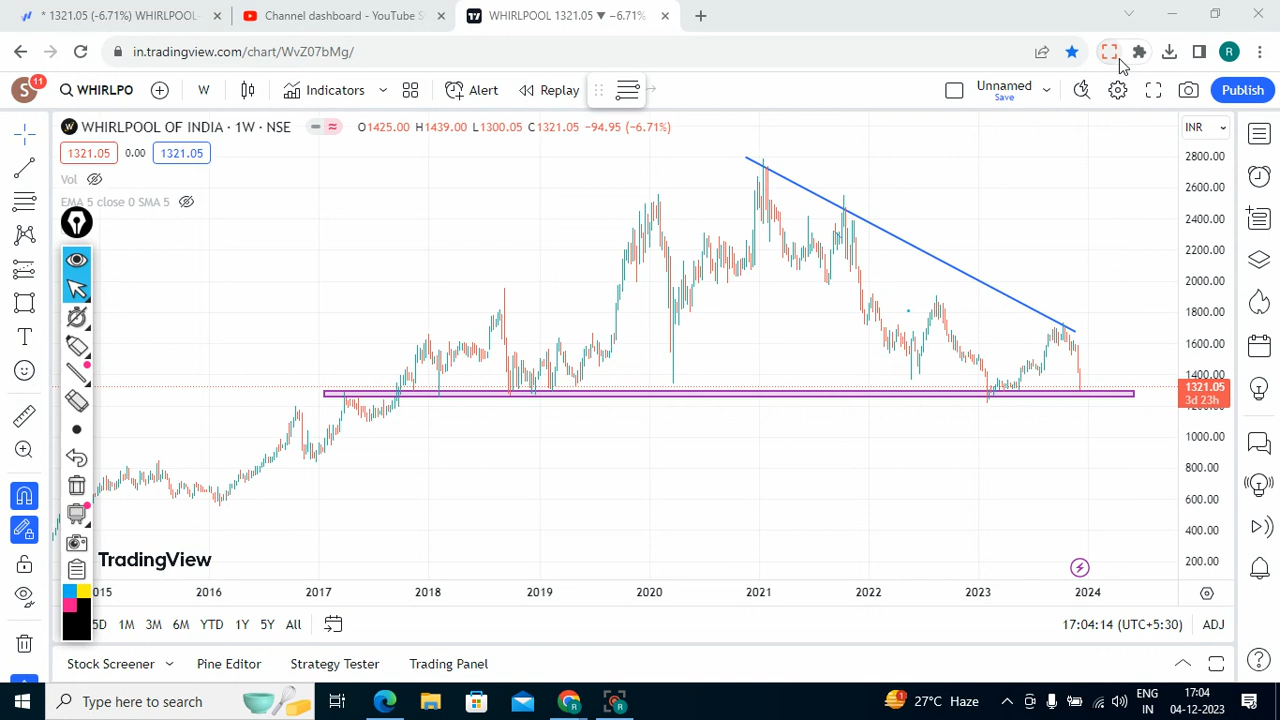 * 1321.05 (-6.71%) WHIRLPOOL-
Channel dashboard - YouTube S
WHIRLPOOL 1321.05 ▼ −6.71%
in.tradingview.com/chart/WvZ07bMg/
R
S
11
WHIRLPO
W
Indicators
Alert
Replay
Unnamed
Save
Publish
WHIRLPOOL OF INDIA · 1W · NSE
O1425.00 H1439.00 L1300.05 C1321.05 −94.95 (−6.71%)
INR
1321.05
0.00
1321.05
Vol
EMA 5 close 0 SMA 5
2800.00
2600.00
2400.00
2200.00
2000.00
1800.00
1600.00
1400.00
1321.05
3d 23h
1000.00
800.00
600.00
400.00
200.00
TradingView
2016
2017
2018
2019
2020
2021
2022
2023
2024
5D
1M
3M
6M
YTD
1Y
5Y
All
17:04:14 (UTC+5:30)
ADJ
Stock Screener
Pine Editor
Strategy Tester
Trading Panel
Type here to search
27°C Haze
ENG
IN
17:04
04-12-2023